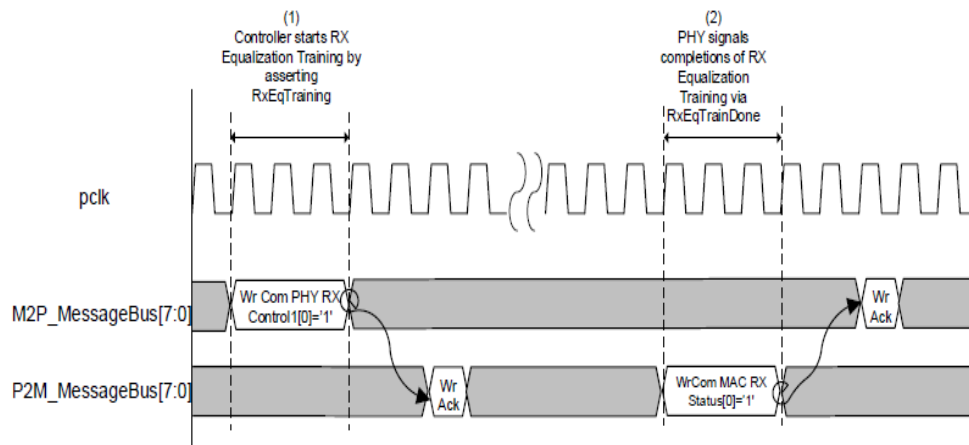 (1)
Controller starts RX
Equalization Training by
asserting
RxEqTraining
(2)
PHY signals
completions of RX
Equalization
Training via
RxEqTrainDone
pclk
M2P_MessageBus[7:0]
Wr Com PHY RX
Control1[0]='1'
Wr
Ack
P2M_MessageBus[7:0]
Wr
Ack
WrCom MAC RX
Status[0]='1'